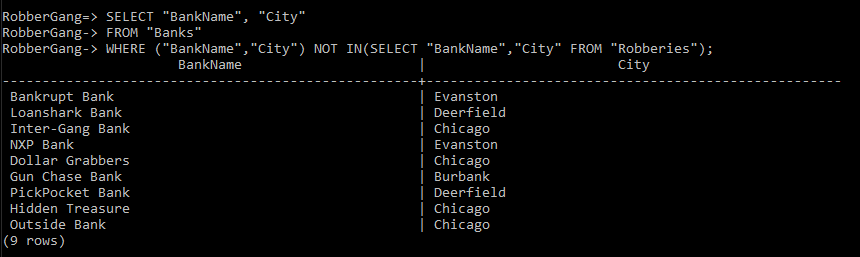 RobberGang=> SELECT "BankName", "City"
RobberGang-> FROM "Banks"
RobberGang-> WHERE ("BankName","City") NOT IN(SELECT "BankName","City" FROM "Robberies");
BankName | City
----------------------------------------------------+----------------------------------------------------
Bankrupt Bank | Evanston
Loanshark Bank | Deerfield
Inter-Gang Bank | Chicago
NXP Bank | Evanston
Dollar Grabbers | Chicago
Gun Chase Bank | Burbank
PickPocket Bank | Deerfield
Hidden Treasure | Chicago
Outside Bank | Chicago
(9 rows)